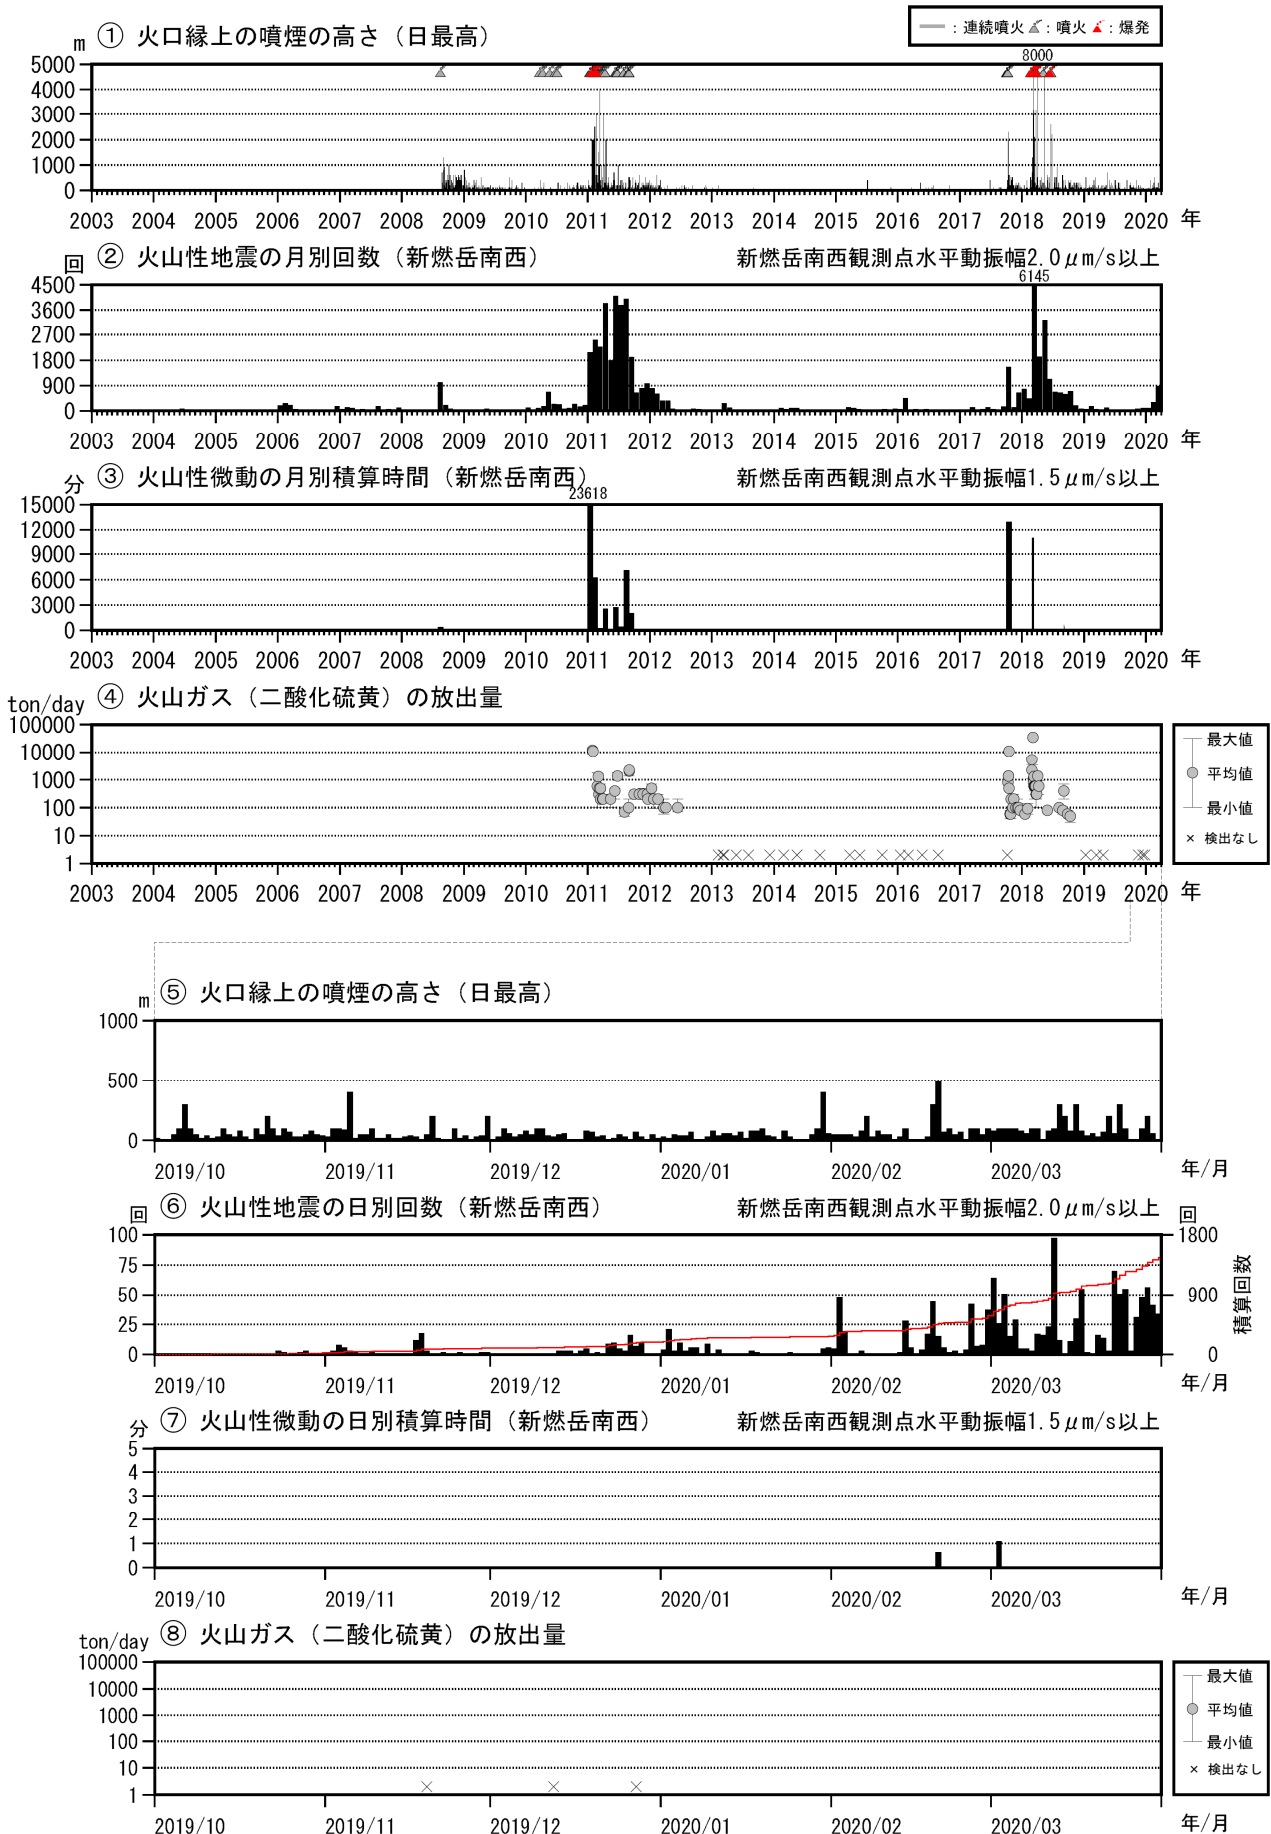 ━ : 連続噴火 : 噴火 : 爆発
m ① 火口縁上の噴煙の高さ（日最高）
8000
5000
4000
3000
2000
1000
0
2003 2004 2005 2006 2007 2008 2009 2010 2011 2012 2013 2014 2015 2016 2017 2018 2019 2020 年
回 ② 火山性地震の月別回数（新燃岳南西） 新燃岳南西観測点水平動振幅2.0μm/s以上
6145
4500
3600
2700
1800
900
0
2003 2004 2005 2006 2007 2008 2009 2010 2011 2012 2013 2014 2015 2016 2017 2018 2019 2020 年
分 ③ 火山性微動の月別積算時間（新燃岳南西） 新燃岳南西観測点水平動振幅1.5μm/s以上
23618
15000
12000
9000
6000
3000
0
2003 2004 2005 2006 2007 2008 2009 2010 2011 2012 2013 2014 2015 2016 2017 2018 2019 2020 年
ton/day ④ 火山ガス（二酸化硫黄）の放出量
100000
10000
1000
100
10
1
最大値
平均値
最小値
× 検出なし
2003 2004 2005 2006 2007 2008 2009 2010 2011 2012 2013 2014 2015 2016 2017 2018 2019 2020 年
m ⑤ 火口縁上の噴煙の高さ（日最高）
1000
500
0
2019/10 2019/11 2019/12 2020/01 2020/02 2020/03 年/月
回 ⑥ 火山性地震の日別回数（新燃岳南西） 新燃岳南西観測点水平動振幅2.0μm/s以上 回
100 1800
75
50 900
25
0 0
積算回数
2019/10 2019/11 2019/12 2020/01 2020/02 2020/03 年/月
分 ⑦ 火山性微動の日別積算時間（新燃岳南西） 新燃岳南西観測点水平動振幅1.5μm/s以上
5
4
3
2
1
0
2019/10 2019/11 2019/12 2020/01 2020/02 2020/03 年/月
ton/day ⑧ 火山ガス（二酸化硫黄）の放出量
100000
10000
1000
100
10
1
最大値
平均値
最小値
× 検出なし
2019/10 2019/11 2019/12 2020/01 2020/02 2020/03 年/月